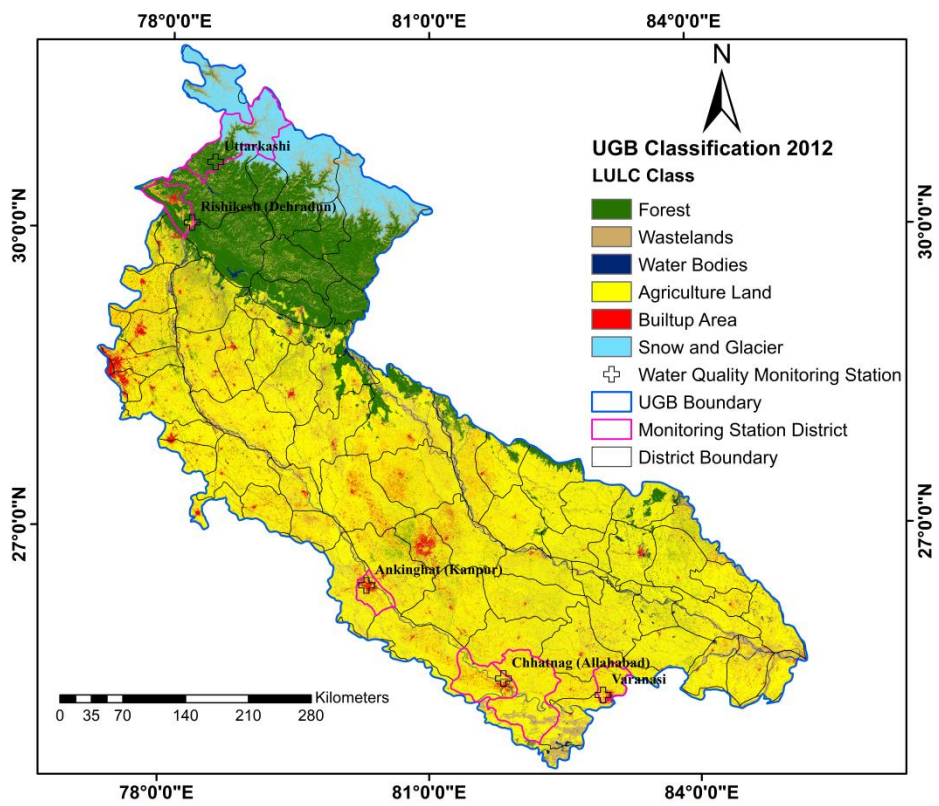 78°0'0"E 81°0'0"E 84°0'0"E
N
UGB Classification 2012
LULC Class
Forest
Wastelands
Water Bodies
Agriculture Land
Builtup Area
Snow and Glacier
Water Quality Monitoring Station
UGB Boundary
Monitoring Station District
District Boundary
Uttarkashi
Rishikesh (Dehradun)
30°0'0"N 30°0'0"N
27°0'0"N 27°0'0"N
Ankinghat (Kanpur)
Chhatnag (Allahabad)
Varanasi
Kilometers
0 35 70 140 210 280
78°0'0"E 81°0'0"E 84°0'0"E